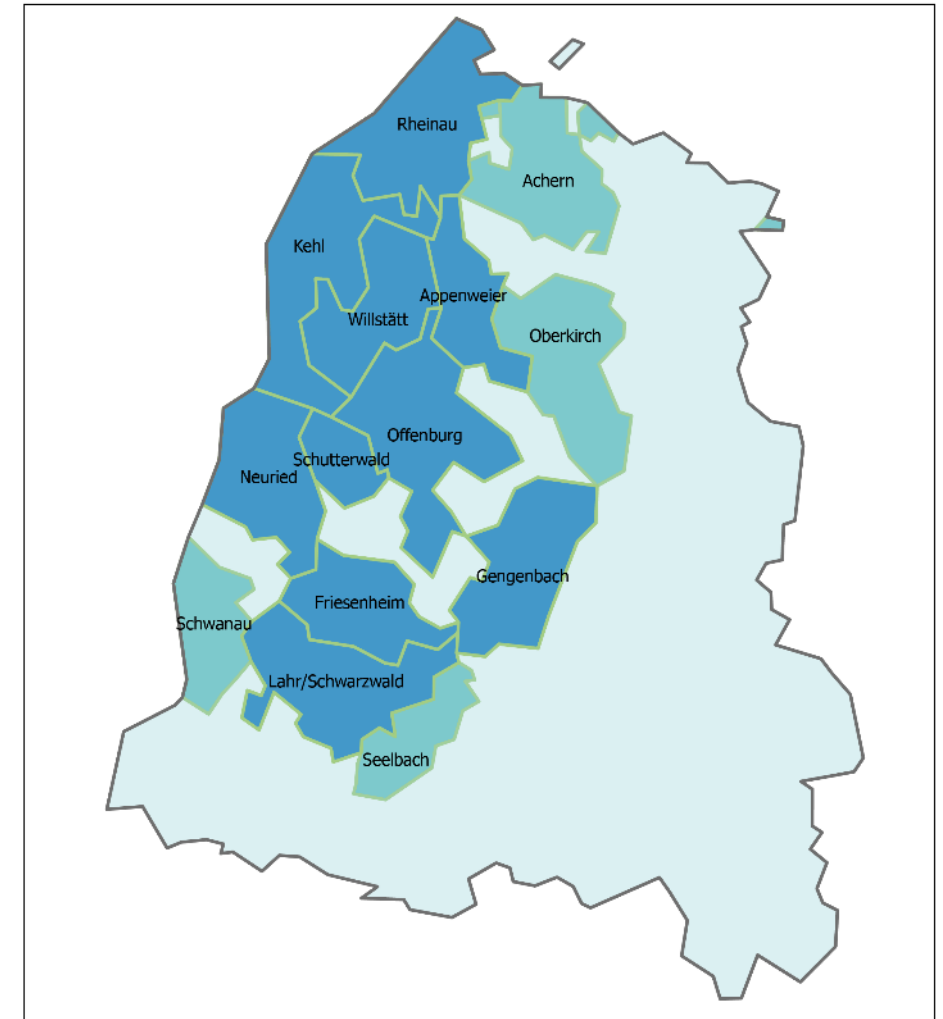 Rheinau
Achern
Kehl
Appenweier
Willstätt
Oberkirch
Offenburg
Schutterwald
Neuried
Gengenbach
Friesenheim
Schwanau
Lahr/Schwarzwald
Seelbach